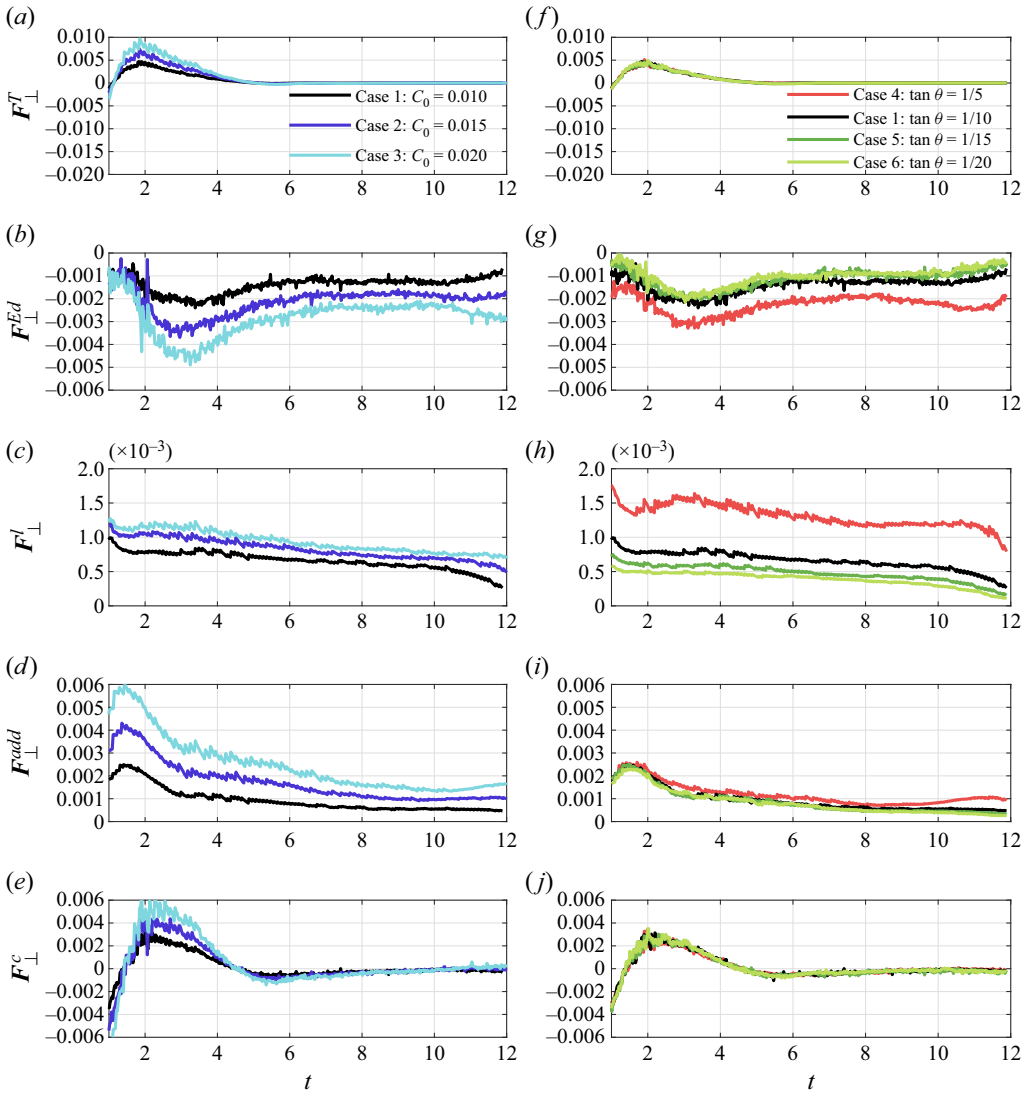 (a)
0.010
0.005
0
–0.005
–0.010
–0.015
–0.020
F⊥^T
Case 1: C0 = 0.010
Case 2: C0 = 0.015
Case 3: C0 = 0.020
2 4 6 8 10 12
(f)
0.010
0.005
0
–0.005
–0.010
–0.015
–0.020
Case 4: tan θ = 1/5
Case 1: tan θ = 1/10
Case 5: tan θ = 1/15
Case 6: tan θ = 1/20
2 4 6 8 10 12
(b)
0
–0.001
–0.002
–0.003
–0.004
–0.005
–0.006
F⊥^Ed
2 4 6 8 10 12
(g)
0
–0.001
–0.002
–0.003
–0.004
–0.005
–0.006
2 4 6 8 10 12
(c)
(×10–3)
2.0
1.5
1.0
0.5
0
F⊥^l
2 4 6 8 10 12
(h)
(×10–3)
2.0
1.5
1.0
0.5
0
2 4 6 8 10 12
(d)
0.006
0.005
0.004
0.003
0.002
0.001
0
F⊥^add
2 4 6 8 10 12
(i)
0.006
0.005
0.004
0.003
0.002
0.001
0
2 4 6 8 10 12
(e)
0.006
0.004
0.002
0
–0.002
–0.004
–0.006
F⊥^c
2 4 6 8 10 12
t
(j)
0.006
0.004
0.002
0
–0.002
–0.004
–0.006
2 4 6 8 10 12
t